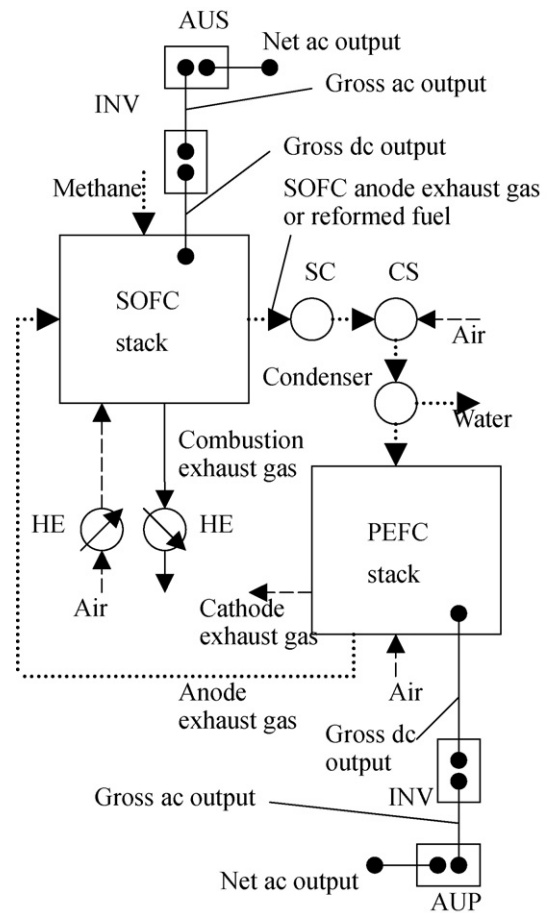 AUS
Net ac output
INV
Gross ac output
Gross dc output
Methane
SOFC anode exhaust gas
or reformed fuel
SOFC
stack
SC
CS
Air
Condenser
Water
Combustion
exhaust gas
HE
HE
PEFC
stack
Air
Cathode
exhaust gas
Anode
exhaust gas
Air
Gross dc
output
Gross ac output
INV
Net ac output
AUP